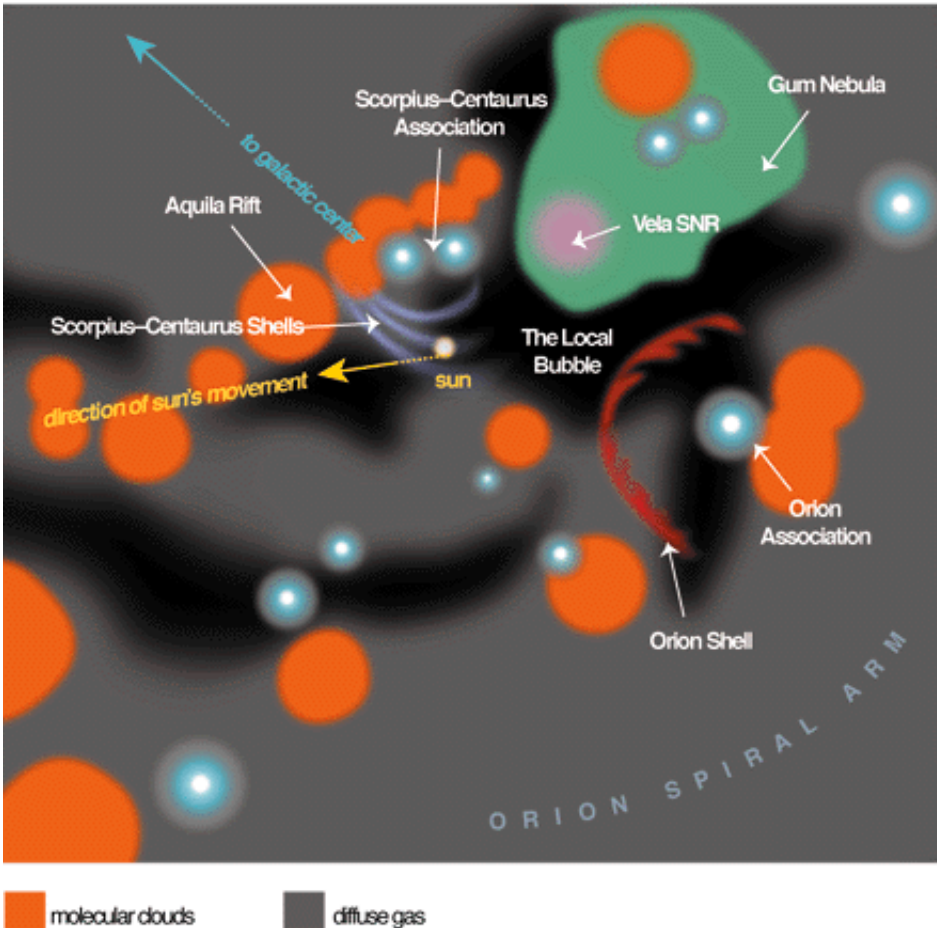 Scorpius–Centaurus
Association
Gum Nebula
to galactic center
Aquila Rift
Vela SNR
Scorpius–Centaurus Shells
The Local
Bubble
direction of sun's movement
sun
Orion
Association
Orion Shell
ORION SPIRAL ARM
molecular clouds
diffuse gas